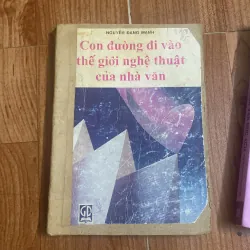 NGUYỄN ĐĂNG MẠNH
Con đường đi vào
thế giới nghệ thuật
của nhà văn